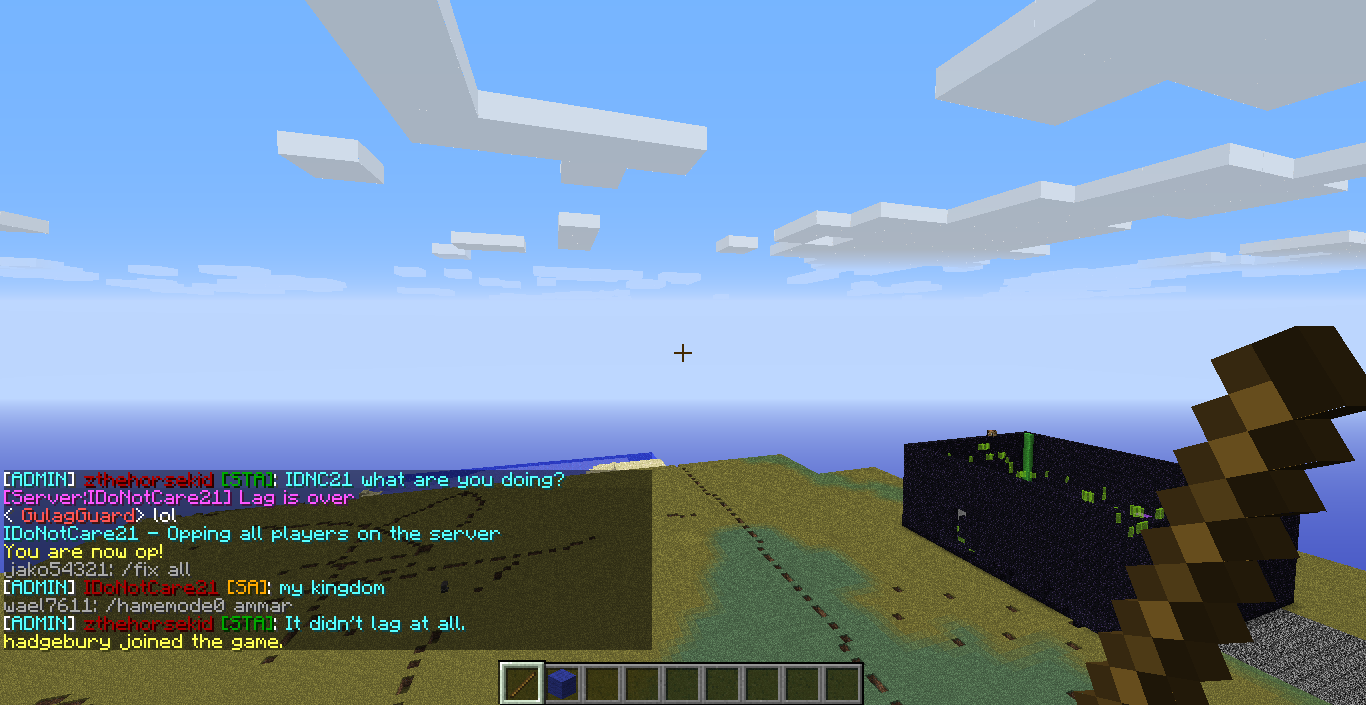 [ADMIN] zthehorsekid [STA]: IDNC21 what are you doing?
[Server:IDoNotCare21] Lag is over
< GulagGuard> lol
IDoNotCare21 - Opping all players on the server
You are now op!
jako54321: /fix all
[ADMIN] IDoNotCare21 [SA]: my kingdom
wael7611: /hamemode0 ammar
[ADMIN] zthehorsekid [STA]: It didn't lag at all.
hadgebury joined the game.